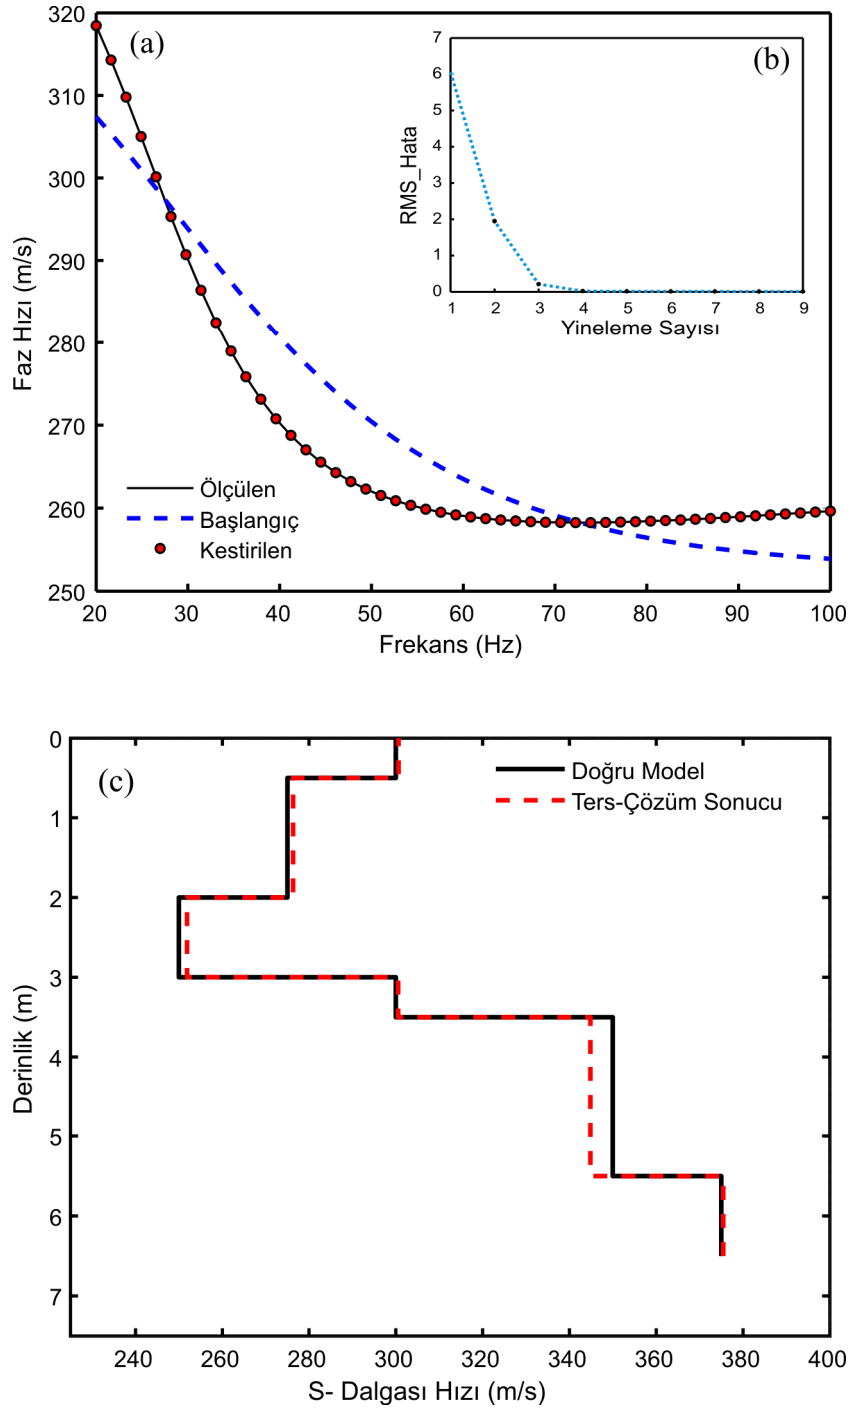 (a)
320
310
300
290
280
270
260
250
Faz Hızı (m/s)
20 30 40 50 60 70 80 90 100
Frekans (Hz)
Ölçülen
Başlangıç
Kestirilen
(b)
7
6
5
4
3
2
1
0
RMS_Hata
1 2 3 4 5 6 7 8 9
Yineleme Sayısı
(c)
0
1
2
3
4
5
6
7
Derinlik (m)
Doğru Model
Ters-Çözüm Sonucu
240 260 280 300 320 340 360 380 400
S- Dalgası Hızı (m/s)